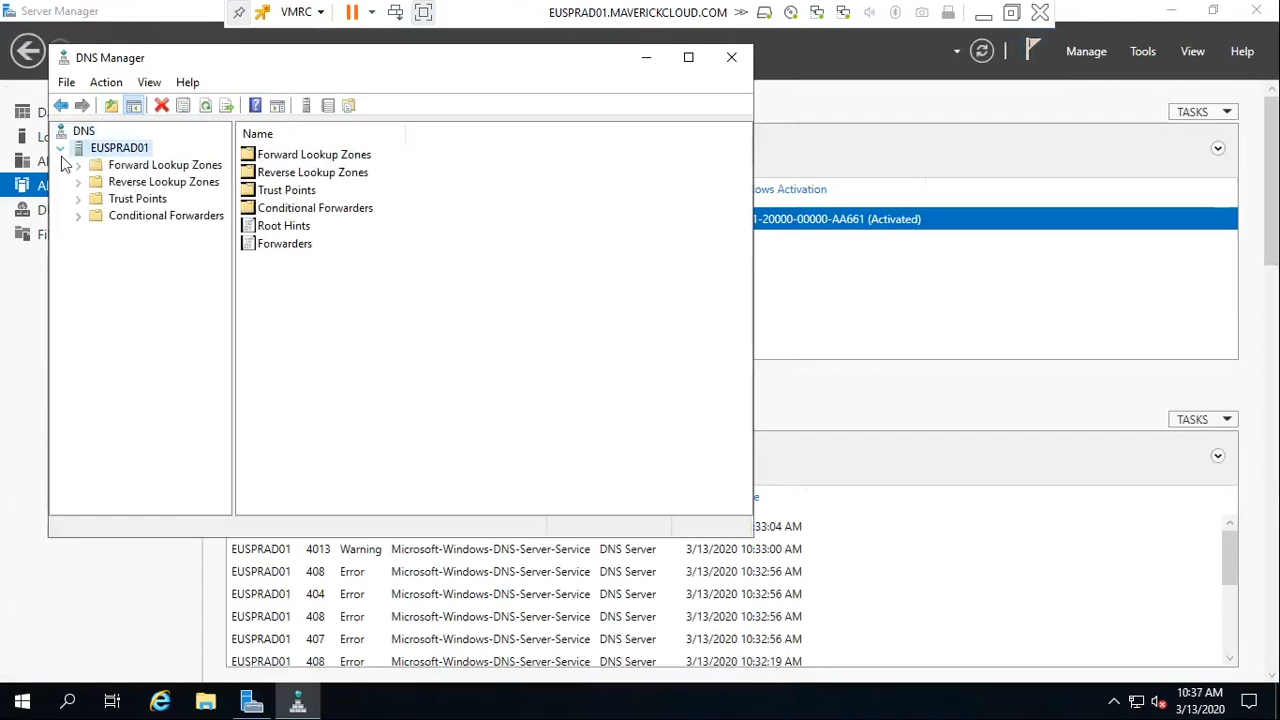 Server Manager
VMRC
EUSPRAD01.MAVERICKCLOUD.COM
Manage Tools View Help
DNS Manager
File Action View Help
DNS
EUSPRAD01
Forward Lookup Zones
Reverse Lookup Zones
Trust Points
Conditional Forwarders
Name
Forward Lookup Zones
Reverse Lookup Zones
Trust Points
Conditional Forwarders
Root Hints
Forwarders
TASKS
ows Activation
1-20000-00000-AA661 (Activated)
TASKS
e
:33:04 AM
EUSPRAD01 4013 Warning Microsoft-Windows-DNS-Server-Service DNS Server 3/13/2020 10:33:00 AM
EUSPRAD01 408 Error Microsoft-Windows-DNS-Server-Service DNS Server 3/13/2020 10:32:56 AM
EUSPRAD01 404 Error Microsoft-Windows-DNS-Server-Service DNS Server 3/13/2020 10:32:56 AM
EUSPRAD01 408 Error Microsoft-Windows-DNS-Server-Service DNS Server 3/13/2020 10:32:56 AM
EUSPRAD01 407 Error Microsoft-Windows-DNS-Server-Service DNS Server 3/13/2020 10:32:56 AM
EUSPRAD01 408 Error Microsoft-Windows-DNS-Server-Service DNS Server 3/13/2020 10:32:19 AM
10:37 AM
3/13/2020